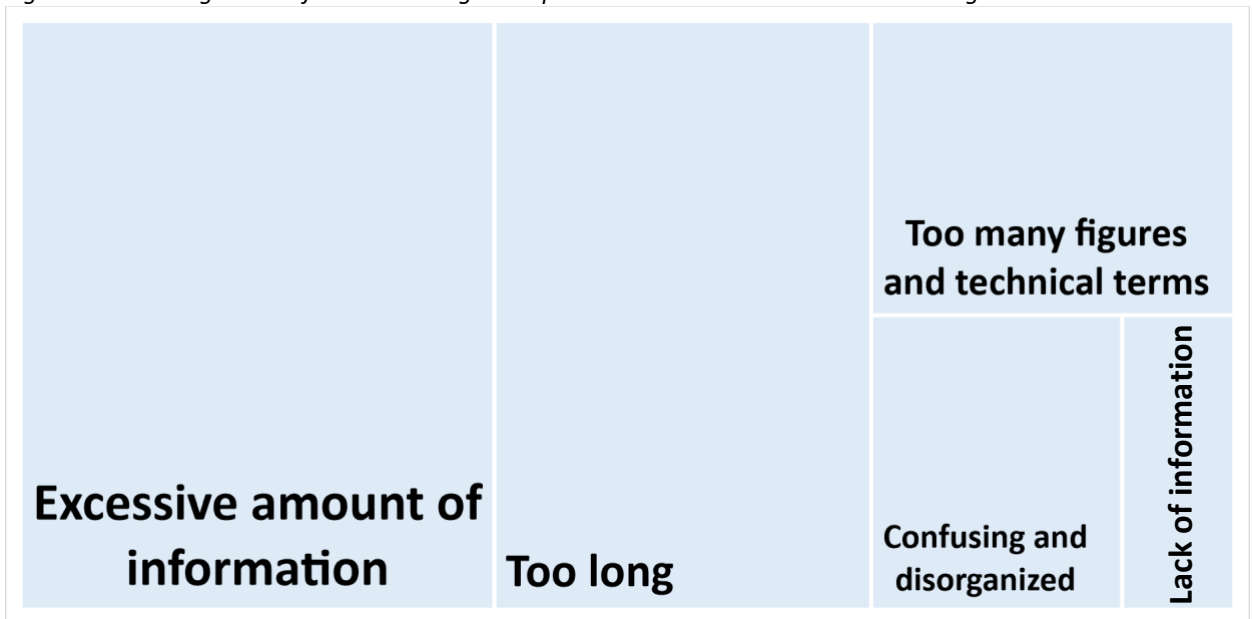 Excessive amount of
information
Too long
Too many figures
and technical terms
Confusing and
disorganized
Lack of information